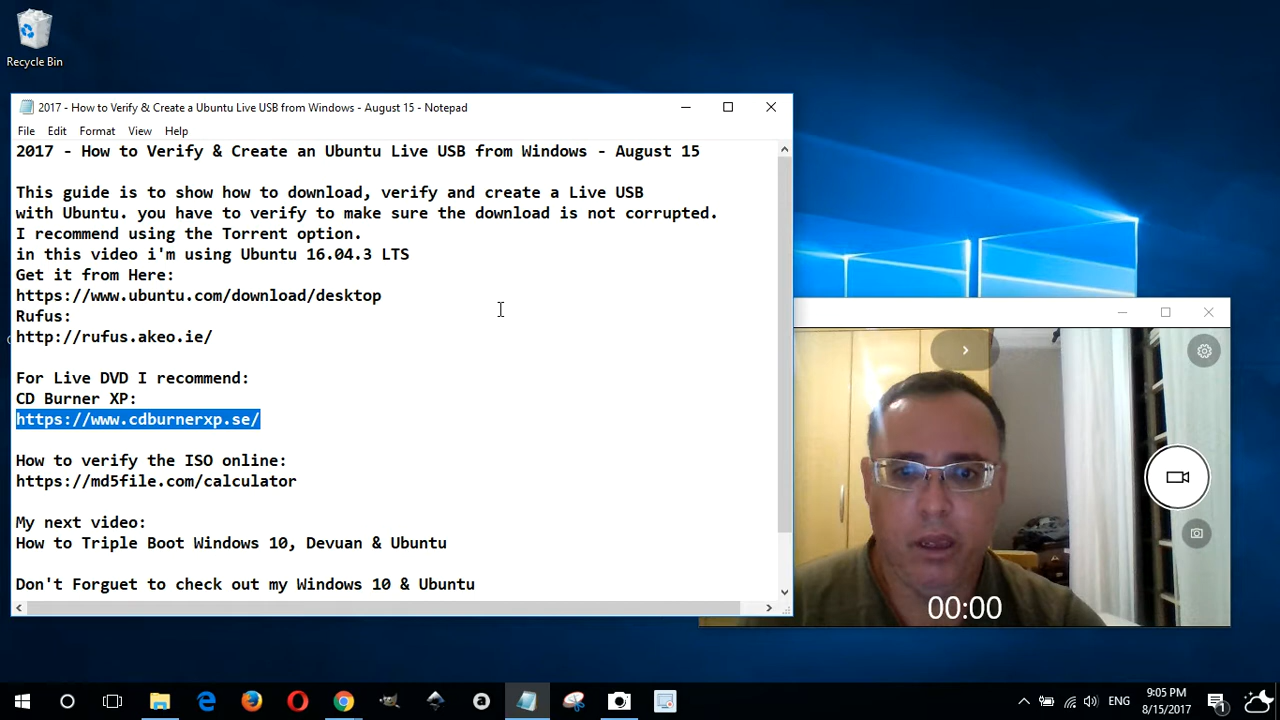 Recycle Bin
2017 - How to Verify & Create a Ubuntu Live USB from Windows - August 15 - Notepad
File Edit Format View Help
2017 - How to Verify & Create an Ubuntu Live USB from Windows - August 15
This guide is to show how to download, verify and create a Live USB
with Ubuntu. you have to verify to make sure the download is not corrupted.
I recommend using the Torrent option.
in this video i'm using Ubuntu 16.04.3 LTS
Get it from Here:
https://www.ubuntu.com/download/desktop
Rufus:
http://rufus.akeo.ie/
For Live DVD I recommend:
CD Burner XP:
https://www.cdburnerxp.se/
How to verify the ISO online:
https://md5file.com/calculator
My next video:
How to Triple Boot Windows 10, Devuan & Ubuntu
Don't Forguet to check out my Windows 10 & Ubuntu
00:00
ENG
9:05 PM
8/15/2017
1